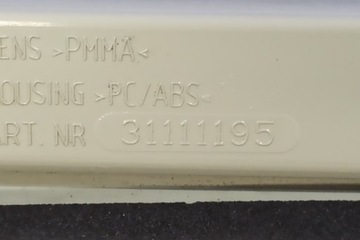 ENS >PMMA<
OUSING >PC/ABS<
ART. NR 31111195